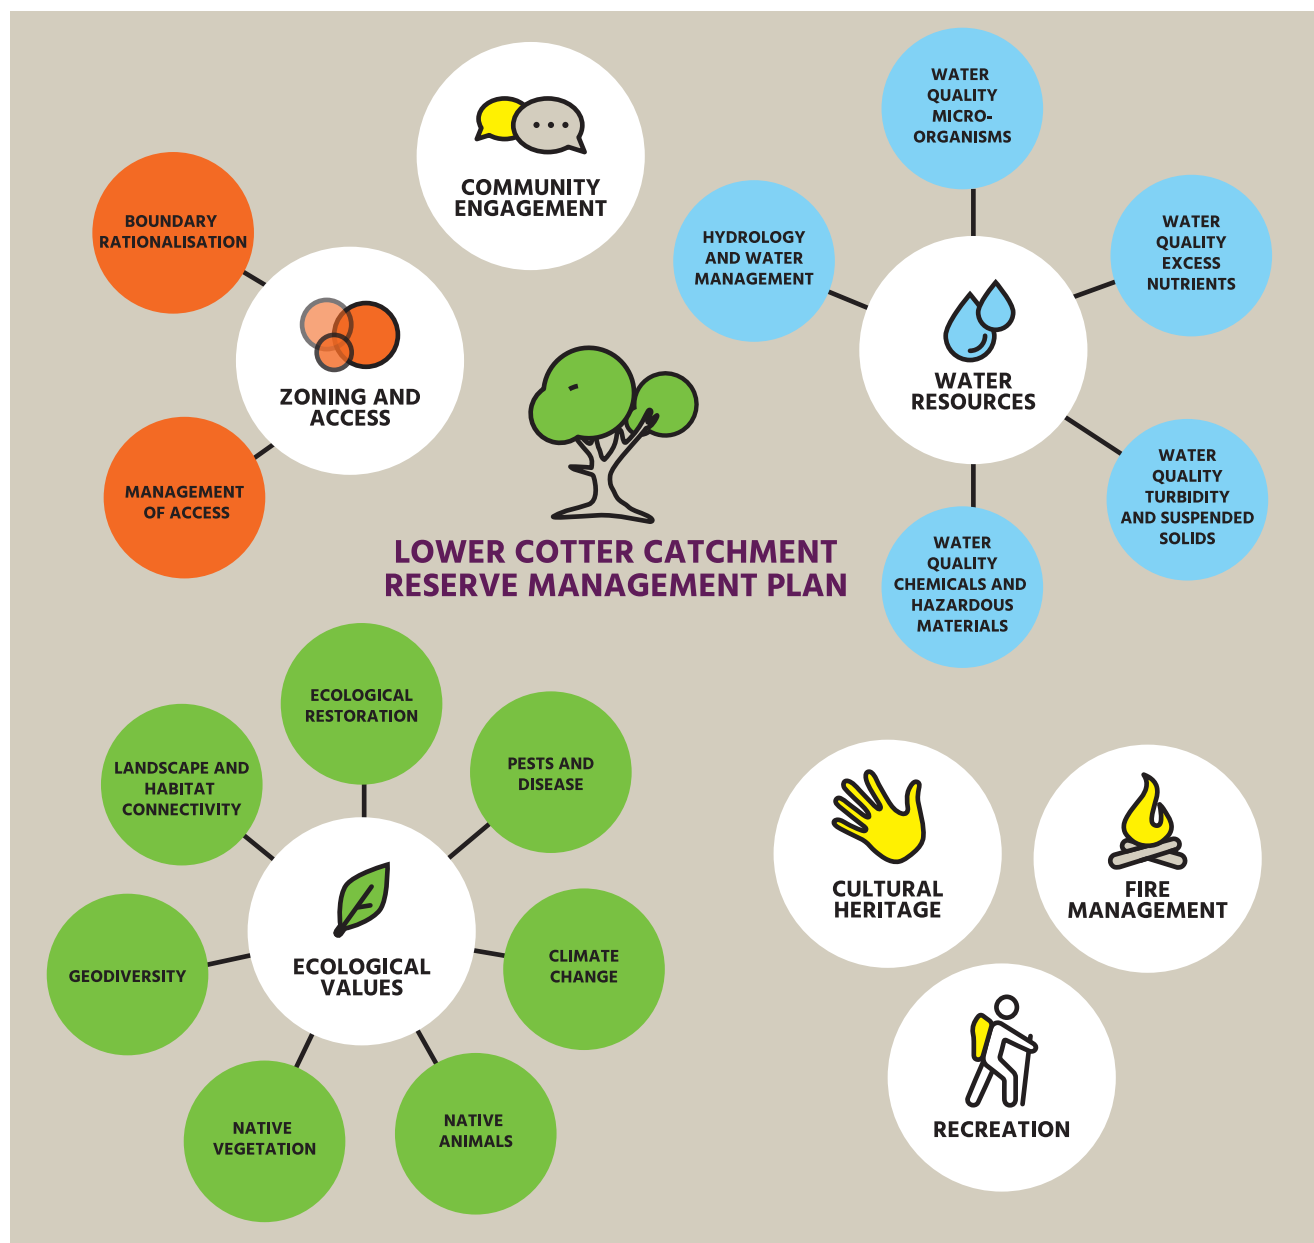 COMMUNITY
ENGAGEMENT
BOUNDARY
RATIONALISATION
ZONING AND
ACCESS
MANAGEMENT
OF ACCESS
WATER
QUALITY
MICRO-
ORGANISMS
HYDROLOGY
AND WATER
MANAGEMENT
WATER
QUALITY
EXCESS
NUTRIENTS
WATER
RESOURCES
WATER
QUALITY
TURBIDITY
AND SUSPENDED
SOLIDS
WATER
QUALITY
CHEMICALS AND
HAZARDOUS
MATERIALS
LOWER COTTER CATCHMENT
RESERVE MANAGEMENT PLAN
ECOLOGICAL
RESTORATION
LANDSCAPE AND
HABITAT
CONNECTIVITY
PESTS AND
DISEASE
GEODIVERSITY
ECOLOGICAL
VALUES
CLIMATE
CHANGE
NATIVE
VEGETATION
NATIVE
ANIMALS
CULTURAL
HERITAGE
FIRE
MANAGEMENT
RECREATION